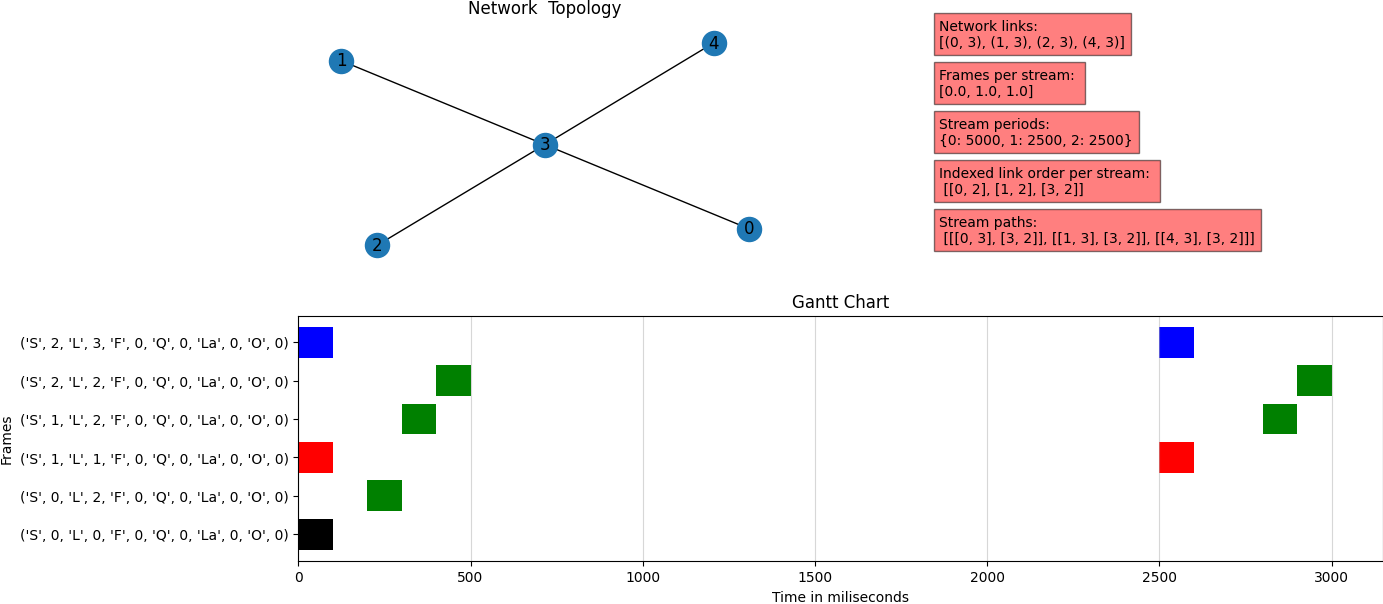 Network  Topology
1
4
3
2
0
Network links:
[(0, 3), (1, 3), (2, 3), (4, 3)]
Frames per stream:
[0.0, 1.0, 1.0]
Stream periods:
{0: 5000, 1: 2500, 2: 2500}
Indexed link order per stream:
[[0, 2], [1, 2], [3, 2]]
Stream paths:
[[[0, 3], [3, 2]], [[1, 3], [3, 2]], [[4, 3], [3, 2]]]
Gantt Chart
Frames
('S', 2, 'L', 3, 'F', 0, 'Q', 0, 'La', 0, 'O', 0)
('S', 2, 'L', 2, 'F', 0, 'Q', 0, 'La', 0, 'O', 0)
('S', 1, 'L', 2, 'F', 0, 'Q', 0, 'La', 0, 'O', 0)
('S', 1, 'L', 1, 'F', 0, 'Q', 0, 'La', 0, 'O', 0)
('S', 0, 'L', 2, 'F', 0, 'Q', 0, 'La', 0, 'O', 0)
('S', 0, 'L', 0, 'F', 0, 'Q', 0, 'La', 0, 'O', 0)
0 500 1000 1500 2000 2500 3000
Time in miliseconds